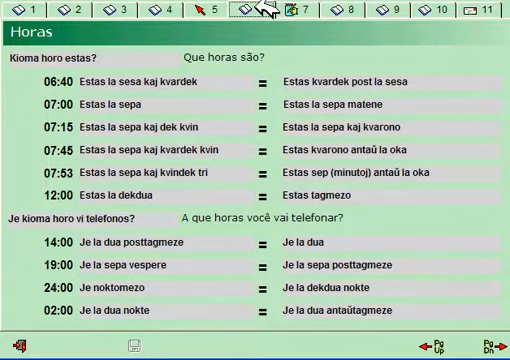 1 2 3 4 5 7 8 9 10 11
Horas
Kioma horo estas? Que horas são?
06:40 Estas la sesa kaj kvardek = Estas kvardek post la sesa
07:00 Estas la sepa = Estas la sepa matene
07:15 Estas la sepa kaj dek kvin = Estas la sepa kaj kvarono
07:45 Estas la sepa kaj kvardek kvin = Estas kvarono antaŭ la oka
07:53 Estas la sepa kaj kvindek tri = Estas sep (minutoj) antaŭ la oka
12:00 Estas la dekdua = Estas tagmezo
Je kioma horo vi telefonos? A que horas você vai telefonar?
14:00 Je la dua posttagmeze = Je la dua
19:00 Je la sepa vespere = Je la sepa posttagmeze
24:00 Je noktomezo = Je la dekdua nokte
02:00 Je la dua nokte = Je la dua antaŭtagmeze
Pg Up Pg Dn